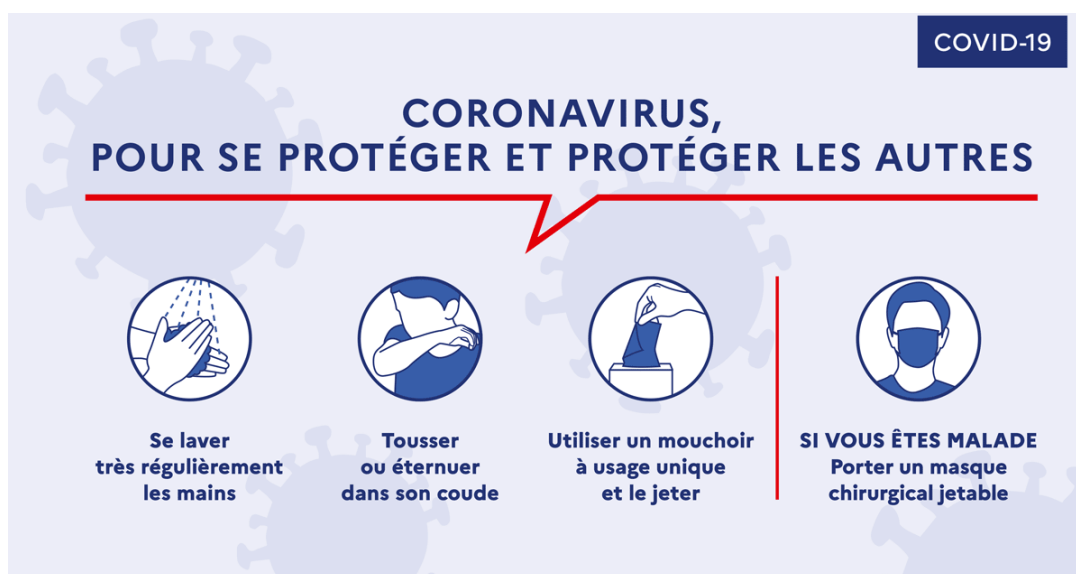 COVID-19
CORONAVIRUS,
POUR SE PROTÉGER ET PROTÉGER LES AUTRES
Se laver
très régulièrement
les mains
Tousser
ou éternuer
dans son coude
Utiliser un mouchoir
à usage unique
et le jeter
SI VOUS ÊTES MALADE
Porter un masque
chirurgical jetable